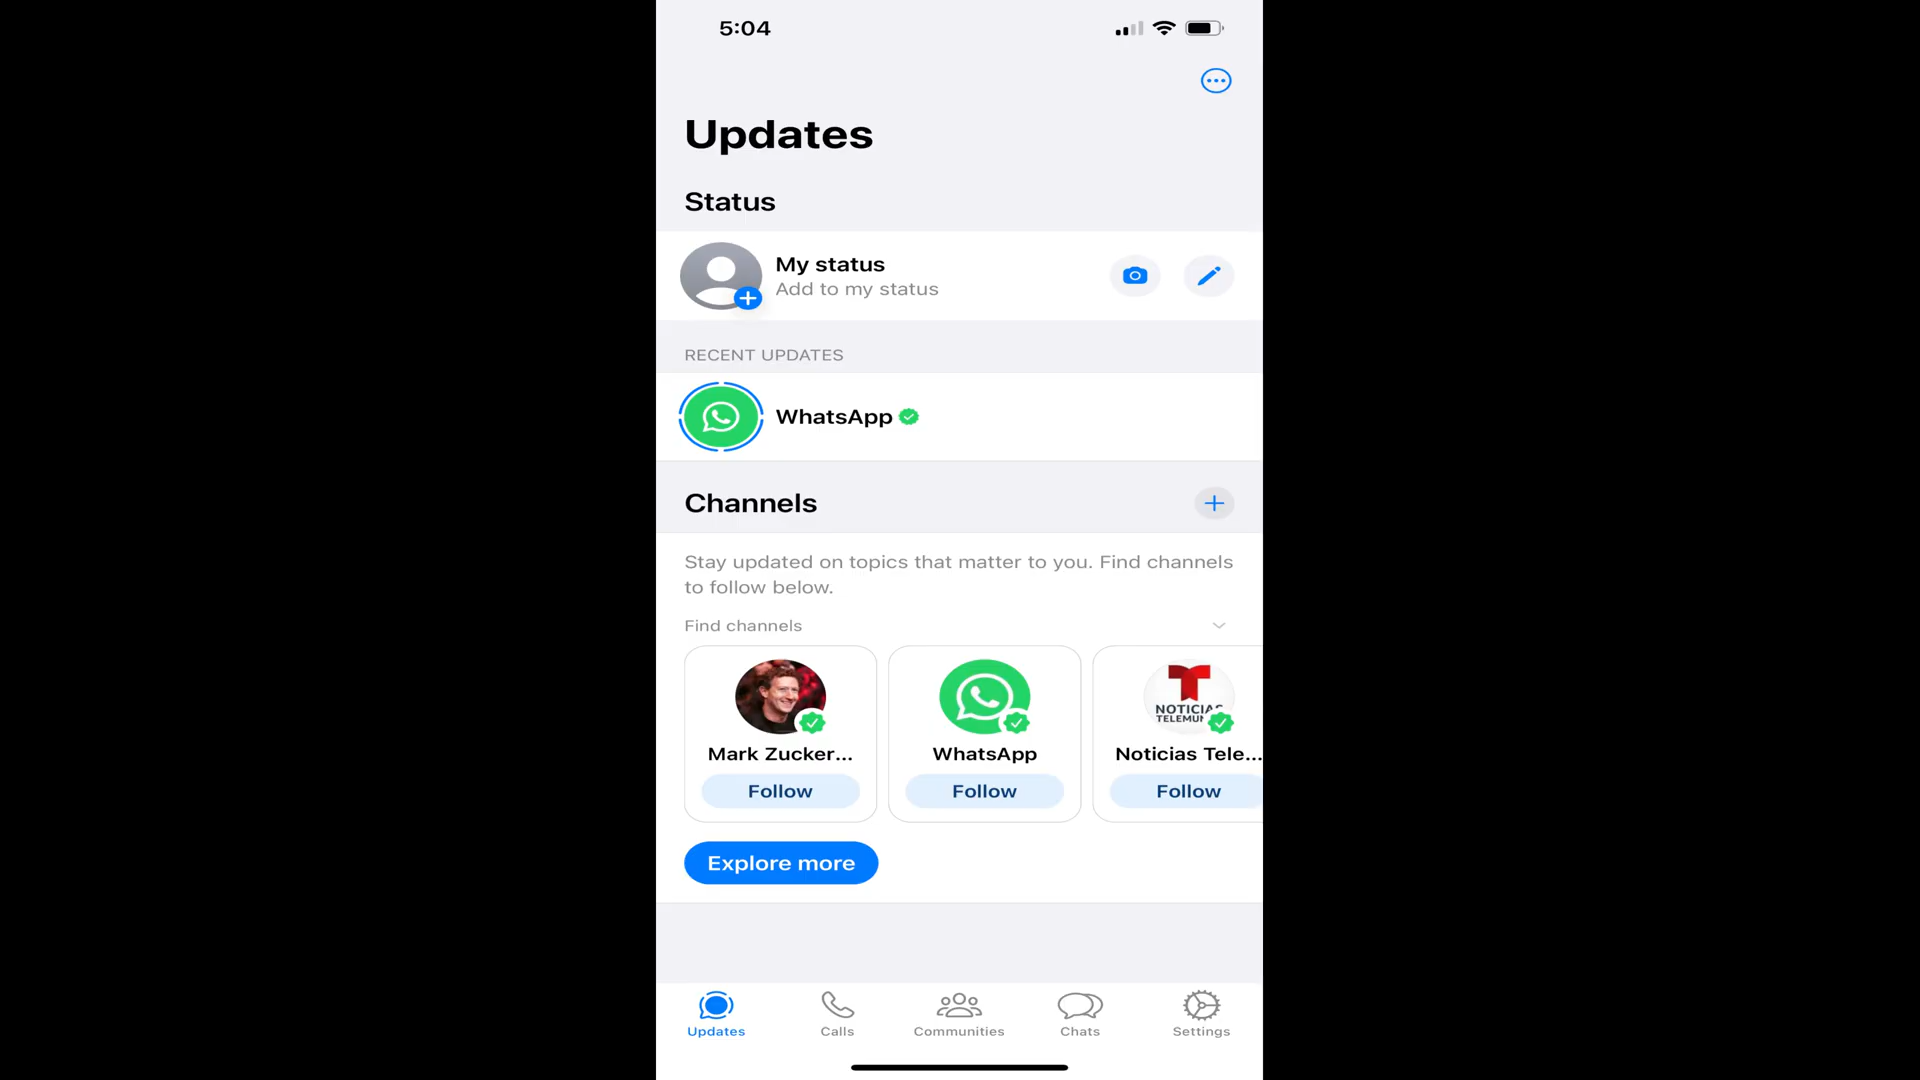 5:04
Updates
Status
My status
Add to my status
RECENT UPDATES
WhatsApp
Channels
Stay updated on topics that matter to you. Find channels
to follow below.
Find channels
Mark Zucker... WhatsApp Noticias Tele...
NOTICIAS
TELEMUN
Follow Follow Follow
Explore more
Updates Calls Communities Chats Settings